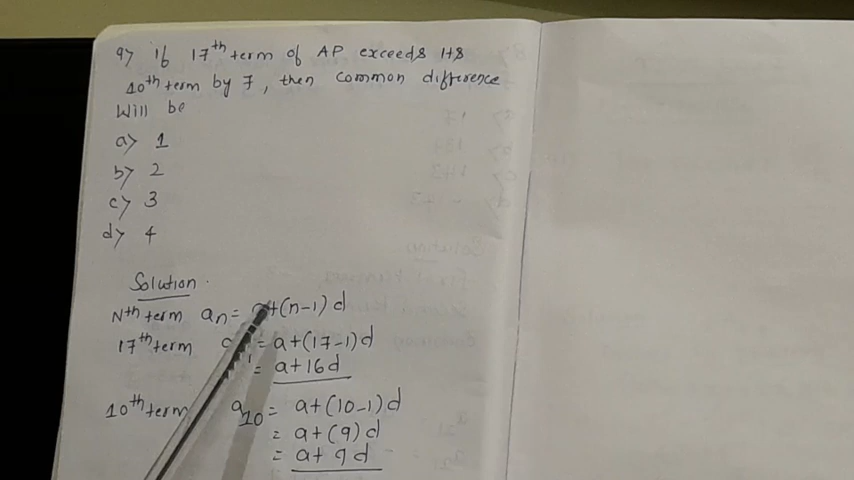 9) if 17th term of AP exceeds its
10th term by 7, then common difference
Will be
a) 1
b) 2
c) 3
d) 4
Solution.
Nth term an = a+(n-1)d
17th term = a+(17-1)d
= a+16d
10th term a10 = a+(10-1)d
= a+(9)d
= a+9d